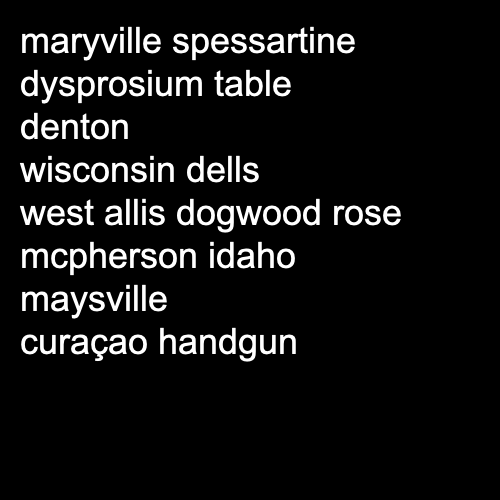 maryville spessartine
dysprosium table
denton
wisconsin dells
west allis dogwood rose
mcpherson idaho
maysville
curaçao handgun